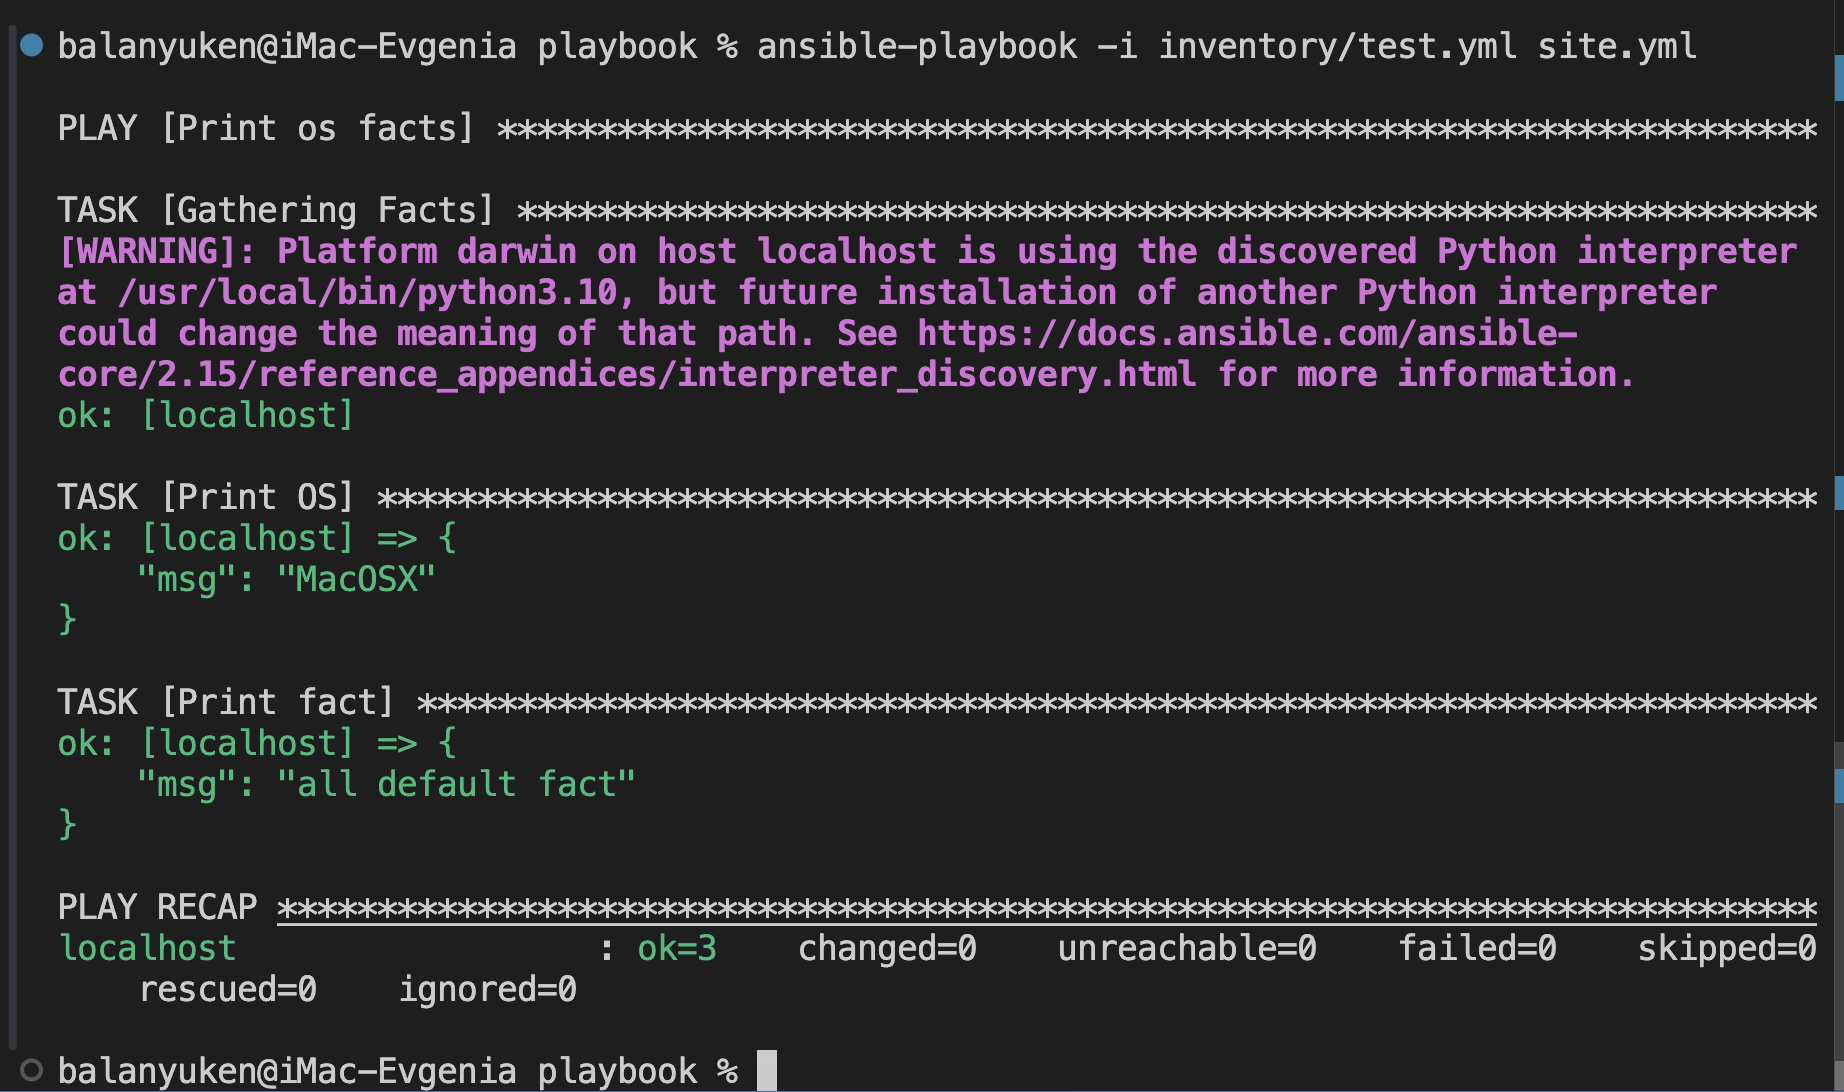 balanyuken@iMac-Evgenia playbook % ansible-playbook -i inventory/test.yml site.yml
PLAY [Print os facts] ******************************************************************
TASK [Gathering Facts] *****************************************************************
[WARNING]: Platform darwin on host localhost is using the discovered Python interpreter
at /usr/local/bin/python3.10, but future installation of another Python interpreter
could change the meaning of that path. See https://docs.ansible.com/ansible-
core/2.15/reference_appendices/interpreter_discovery.html for more information.
ok: [localhost]
TASK [Print OS] ************************************************************************
ok: [localhost] => {
    "msg": "MacOSX"
}
TASK [Print fact] **********************************************************************
ok: [localhost] => {
    "msg": "all default fact"
}
PLAY RECAP *****************************************************************************
localhost                  : ok=3    changed=0    unreachable=0    failed=0    skipped=0
    rescued=0    ignored=0
balanyuken@iMac-Evgenia playbook %